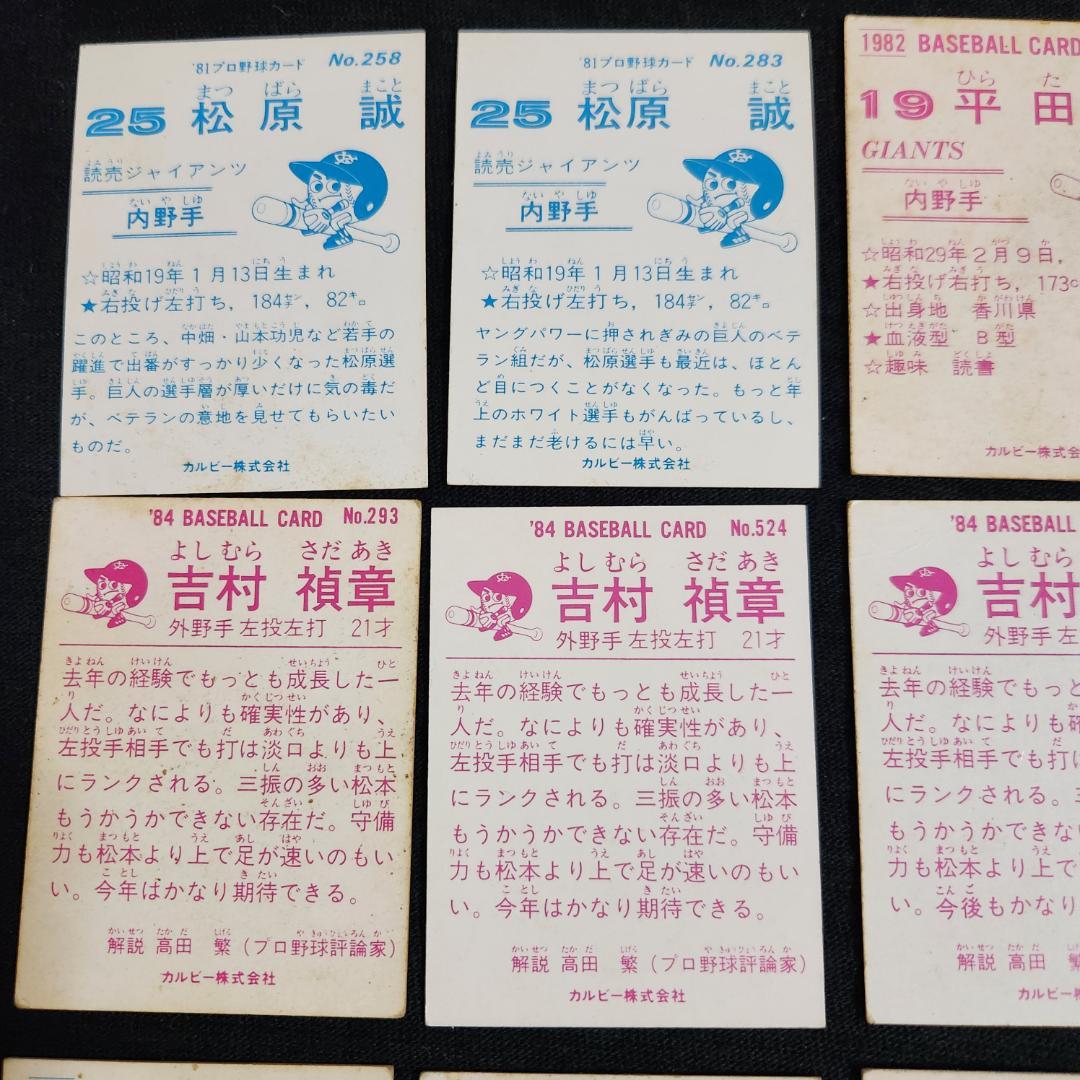 '81プロ野球カード No.258
まつ ばら まこと
25 松原 誠
よみうり
読売ジャイアンツ
ないやしゅ
内野手
☆昭和19年1月13日生まれ
★右投げ左打ち, 184センチ, 82キロ
このところ、中畑・山本功児など若手の
躍進で出番がすっかり少くなった松原選
手。巨人の選手層が厚いだけに気の毒だ
が、ベテランの意地を見せてもらいたい
ものだ。
カルビー株式会社
'81プロ野球カード No.283
まつ ばら まこと
25 松原 誠
よみうり
読売ジャイアンツ
ないやしゅ
内野手
☆昭和19年1月13日生まれ
★右投げ左打ち, 184センチ, 82キロ
ヤングパワーに押されぎみの巨人のベテ
ラン組だが、松原選手も最近は、ほとん
ど目につくことがなくなった。もっと年
上のホワイト選手もがんばっているし、
まだまだ老けるには早い。
カルビー株式会社
1982 BASEBALL CARD
ひら た
19 平田
GIANTS
ないやしゅ
内野手
☆昭和29年2月9日,
★右投げ右打ち, 173c
☆出身地 香川県
★血液型 B型
☆趣味 読書
カルビー株式会
'84 BASEBALL CARD No.293
よしむら さだあき
吉村 禎章
外野手 左投左打 21才
去年の経験でもっとも成長した一
人だ。なによりも確実性があり、
左投手相手でも打は淡口よりも上
にランクされる。三振の多い松本
もうかうかできない存在だ。守備
力も松本より上で足が速いのもい
い。今年はかなり期待できる。
解説 高田 繁(プロ野球評論家)
カルビー株式会社
'84 BASEBALL CARD No.524
よしむら さだあき
吉村 禎章
外野手 左投左打 21才
去年の経験でもっとも成長した一
人だ。なによりも確実性があり、
左投手相手でも打は淡口よりも上
にランクされる。三振の多い松本
もうかうかできない存在だ。守備
力も松本より上で足が速いのもい
い。今年はかなり期待できる。
解説 高田 繁(プロ野球評論家)
カルビー株式会社
'84 BASEBALL
よしむら
吉村
外野手 左
去年の経験でもっと
人だ。なによりも確
左投手相手でも打は
にランクされる。三
もうかうかできな
力も松本より上で
い。今後もかなり
解説 高田
カルビー